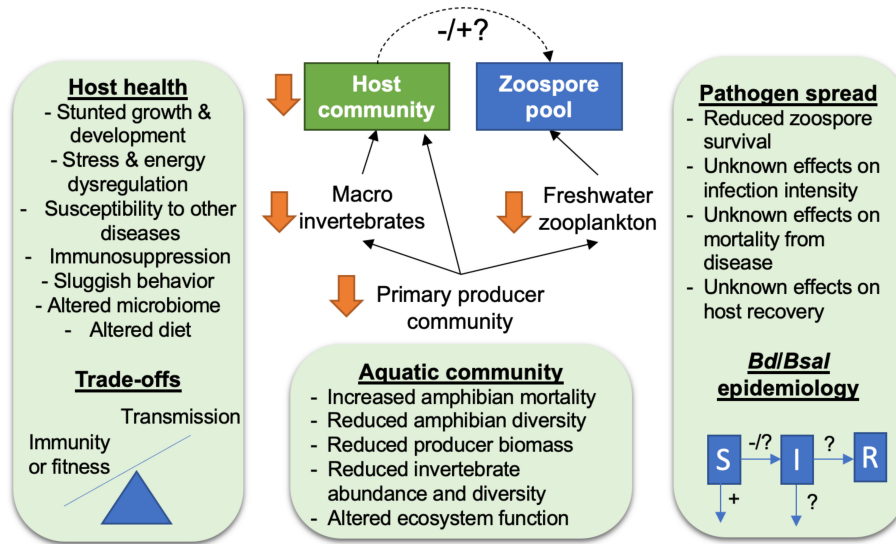 Host health
- Stunted growth &
development
- Stress & energy
dysregulation
- Susceptibility to other
diseases
- Immunosuppression
- Sluggish behavior
- Altered microbiome
- Altered diet
Trade-offs
Transmission
Immunity
or fitness
-/+?
Host
community
Zoospore
pool
Macro
invertebrates
Freshwater
zooplankton
Primary producer
community
Aquatic community
- Increased amphibian mortality
- Reduced amphibian diversity
- Reduced producer biomass
- Reduced invertebrate
abundance and diversity
- Altered ecosystem function
Pathogen spread
- Reduced zoospore
survival
- Unknown effects on
infection intensity
- Unknown effects on
mortality from
disease
- Unknown effects on
host recovery
Bd/Bsal
epidemiology
S -/? I ? R
+ ?